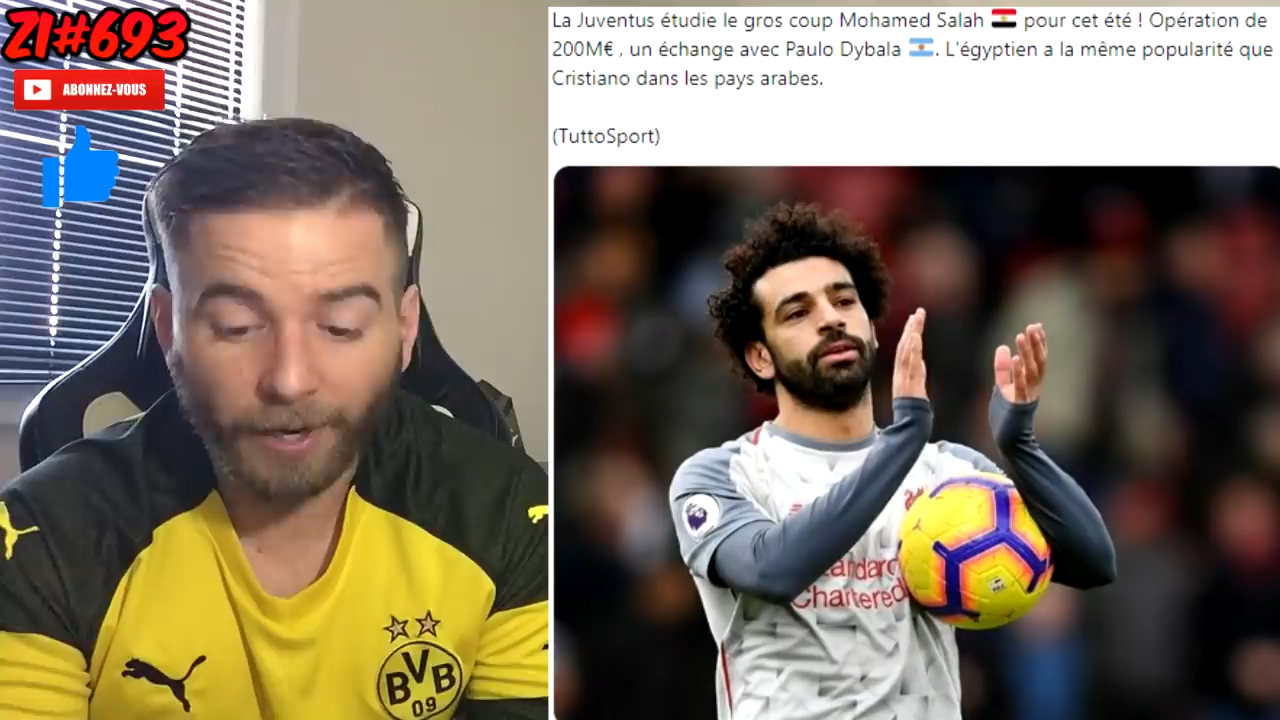 ZI#693
ABONNEZ-VOUS
La Juventus étudie le gros coup Mohamed Salah 🇪🇬 pour cet été ! Opération de
200M€ , un échange avec Paulo Dybala 🇦🇷. L'égyptien a la même popularité que
Cristiano dans les pays arabes.
(TuttoSport)
BVB
09
Standard
Chartered